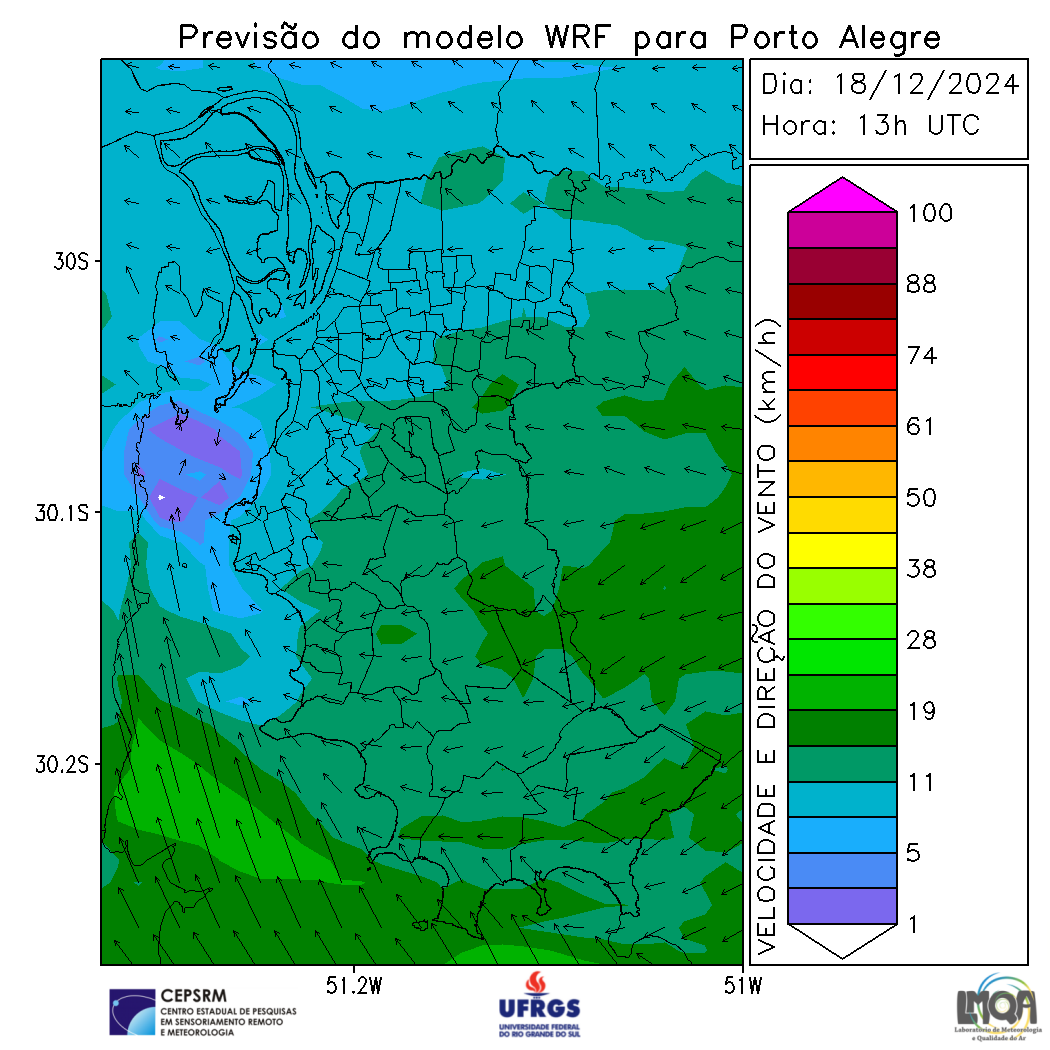 Previsão do modelo WRF para Porto Alegre
Dia: 18/12/2024
Hora: 13h UTC
30S
30.1S
30.2S
51.2W
51W
VELOCIDADE E DIREÇÃO DO VENTO (km/h)
100
88
74
61
50
38
28
19
11
5
1
CEPSRM
CENTRO ESTADUAL DE PESQUISAS
EM SENSORIAMENTO REMOTO
E METEOROLOGIA
UFRGS
UNIVERSIDADE FEDERAL
DO RIO GRANDE DO SUL
LMQA
Laboratório de Meteorologia
e Qualidade do Ar